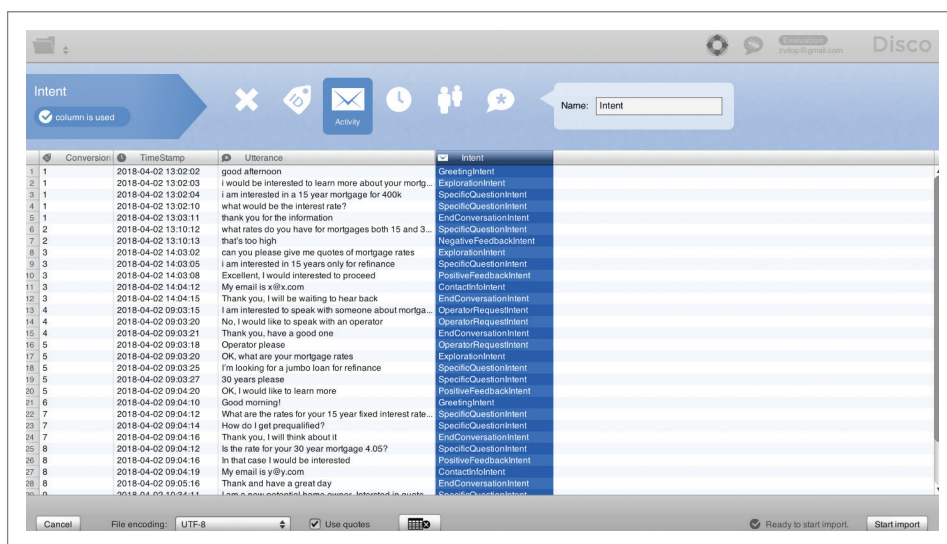 Evaluation
zvitop@gmail.com
Disco
Intent
column is used
Activity
Name: Intent
Conversion TimeStamp Utterance Intent
1 1 2018-04-02 13:02:02 good afternoon GreetingIntent
2 1 2018-04-02 13:02:03 i would be interested to learn more about your mortg... ExplorationIntent
3 1 2018-04-02 13:02:04 i am interested in a 15 year mortgage for 400k SpecificQuestionIntent
4 1 2018-04-02 13:02:10 what would be the interest rate? SpecificQuestionIntent
5 1 2018-04-02 13:03:11 thank you for the information EndConversationIntent
6 2 2018-04-02 13:10:12 what rates do you have for mortgages both 15 and 3... SpecificQuestionIntent
7 2 2018-04-02 13:10:13 that's too high NegativeFeedbackIntent
8 3 2018-04-02 14:03:02 can you please give me quotes of mortgage rates ExplorationIntent
9 3 2018-04-02 14:03:05 i am interested in 15 years only for refinance SpecificQuestionIntent
10 3 2018-04-02 14:03:08 Excellent, I would interested to proceed PositiveFeedbackIntent
11 3 2018-04-02 14:04:12 My email is x@x.com ContactInfoIntent
12 3 2018-04-02 14:04:15 Thank you, I will be waiting to hear back EndConversationIntent
13 4 2018-04-02 09:03:15 I am interested to speak with someone about mortga... OperatorRequestIntent
14 4 2018-04-02 09:03:20 No, I would like to speak with an operator OperatorRequestIntent
15 4 2018-04-02 09:03:21 Thank you, have a good one EndConversationIntent
16 5 2018-04-02 09:03:18 Operator please OperatorRequestIntent
17 5 2018-04-02 09:03:20 OK, what are your mortgage rates ExplorationIntent
18 5 2018-04-02 09:03:25 I'm looking for a jumbo loan for refinance SpecificQuestionIntent
19 5 2018-04-02 09:03:27 30 years please SpecificQuestionIntent
20 5 2018-04-02 09:04:20 OK, I would like to learn more PositiveFeedbackIntent
21 6 2018-04-02 09:04:10 Good morning! GreetingIntent
22 7 2018-04-02 09:04:12 What are the rates for your 15 year fixed interest rate... SpecificQuestionIntent
23 7 2018-04-02 09:04:14 How do I get prequalified? SpecificQuestionIntent
24 7 2018-04-02 09:04:16 Thank you, I will think about it EndConversationIntent
25 8 2018-04-02 09:04:12 Is the rate for your 30 year mortgage 4.05? SpecificQuestionIntent
26 8 2018-04-02 09:04:16 In that case I would be interested PositiveFeedbackIntent
27 8 2018-04-02 09:04:19 My email is y@y.com ContactInfoIntent
28 8 2018-04-02 09:05:16 Thank and have a great day EndConversationIntent
29 9 2018-04-02 10:34:11 I am a new potential home owner. Intersted in quote SpecificQuestionIntent
Cancel File encoding: UTF-8 Use quotes Ready to start import. Start import